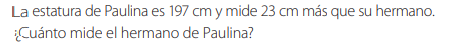 La estatura de Paulina es 197 cm y mide 23 cm más que su hermano.
¿Cuánto mide el hermano de Paulina?